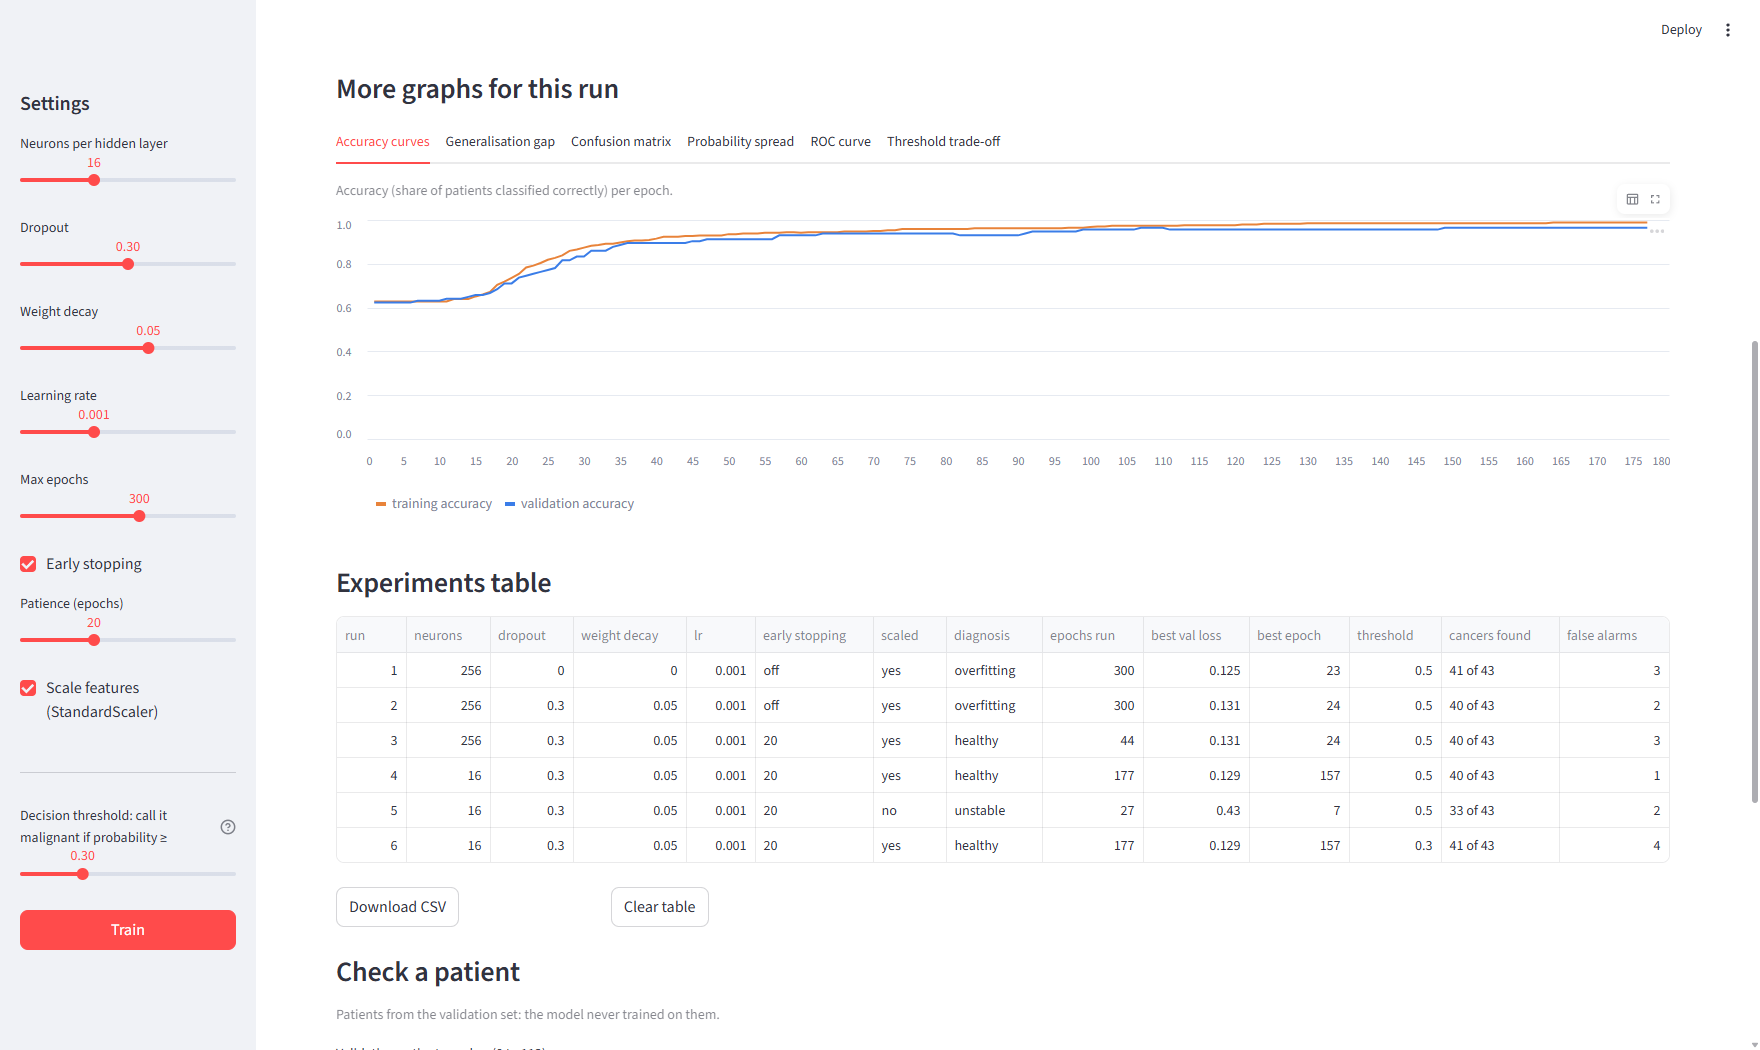 Deploy
Settings
Neurons per hidden layer
16
Dropout
0.30
Weight decay
0.05
Learning rate
0.001
Max epochs
300
Early stopping
Patience (epochs)
20
Scale features
(StandardScaler)
Decision threshold: call it
malignant if probability ≥
0.30
Train
More graphs for this run
Accuracy curves Generalisation gap Confusion matrix Probability spread ROC curve Threshold trade-off
Accuracy (share of patients classified correctly) per epoch.
1.0
0.8
0.6
0.4
0.2
0.0
0 5 10 15 20 25 30 35 40 45 50 55 60 65 70 75 80 85 90 95 100 105 110 115 120 125 130 135 140 145 150 155 160 165 170 175 180
training accuracy validation accuracy
Experiments table
run neurons dropout weight decay lr early stopping scaled diagnosis epochs run best val loss best epoch threshold cancers found false alarms
1 256 0 0 0.001 off yes overfitting 300 0.125 23 0.5 41 of 43 3
2 256 0.3 0.05 0.001 off yes overfitting 300 0.131 24 0.5 40 of 43 2
3 256 0.3 0.05 0.001 20 yes healthy 44 0.131 24 0.5 40 of 43 3
4 16 0.3 0.05 0.001 20 yes healthy 177 0.129 157 0.5 40 of 43 1
5 16 0.3 0.05 0.001 20 no unstable 27 0.43 7 0.5 33 of 43 2
6 16 0.3 0.05 0.001 20 yes healthy 177 0.129 157 0.3 41 of 43 4
Download CSV Clear table
Check a patient
Patients from the validation set: the model never trained on them.